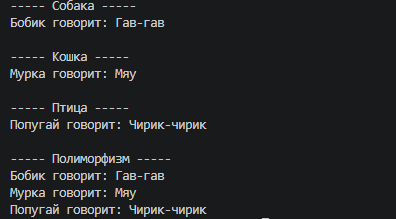 ----- Собака -----
Бобик говорит: Гав-гав
----- Кошка -----
Мурка говорит: Мяу
----- Птица -----
Попугай говорит: Чирик-чирик
----- Полиморфизм -----
Бобик говорит: Гав-гав
Мурка говорит: Мяу
Попугай говорит: Чирик-чирик